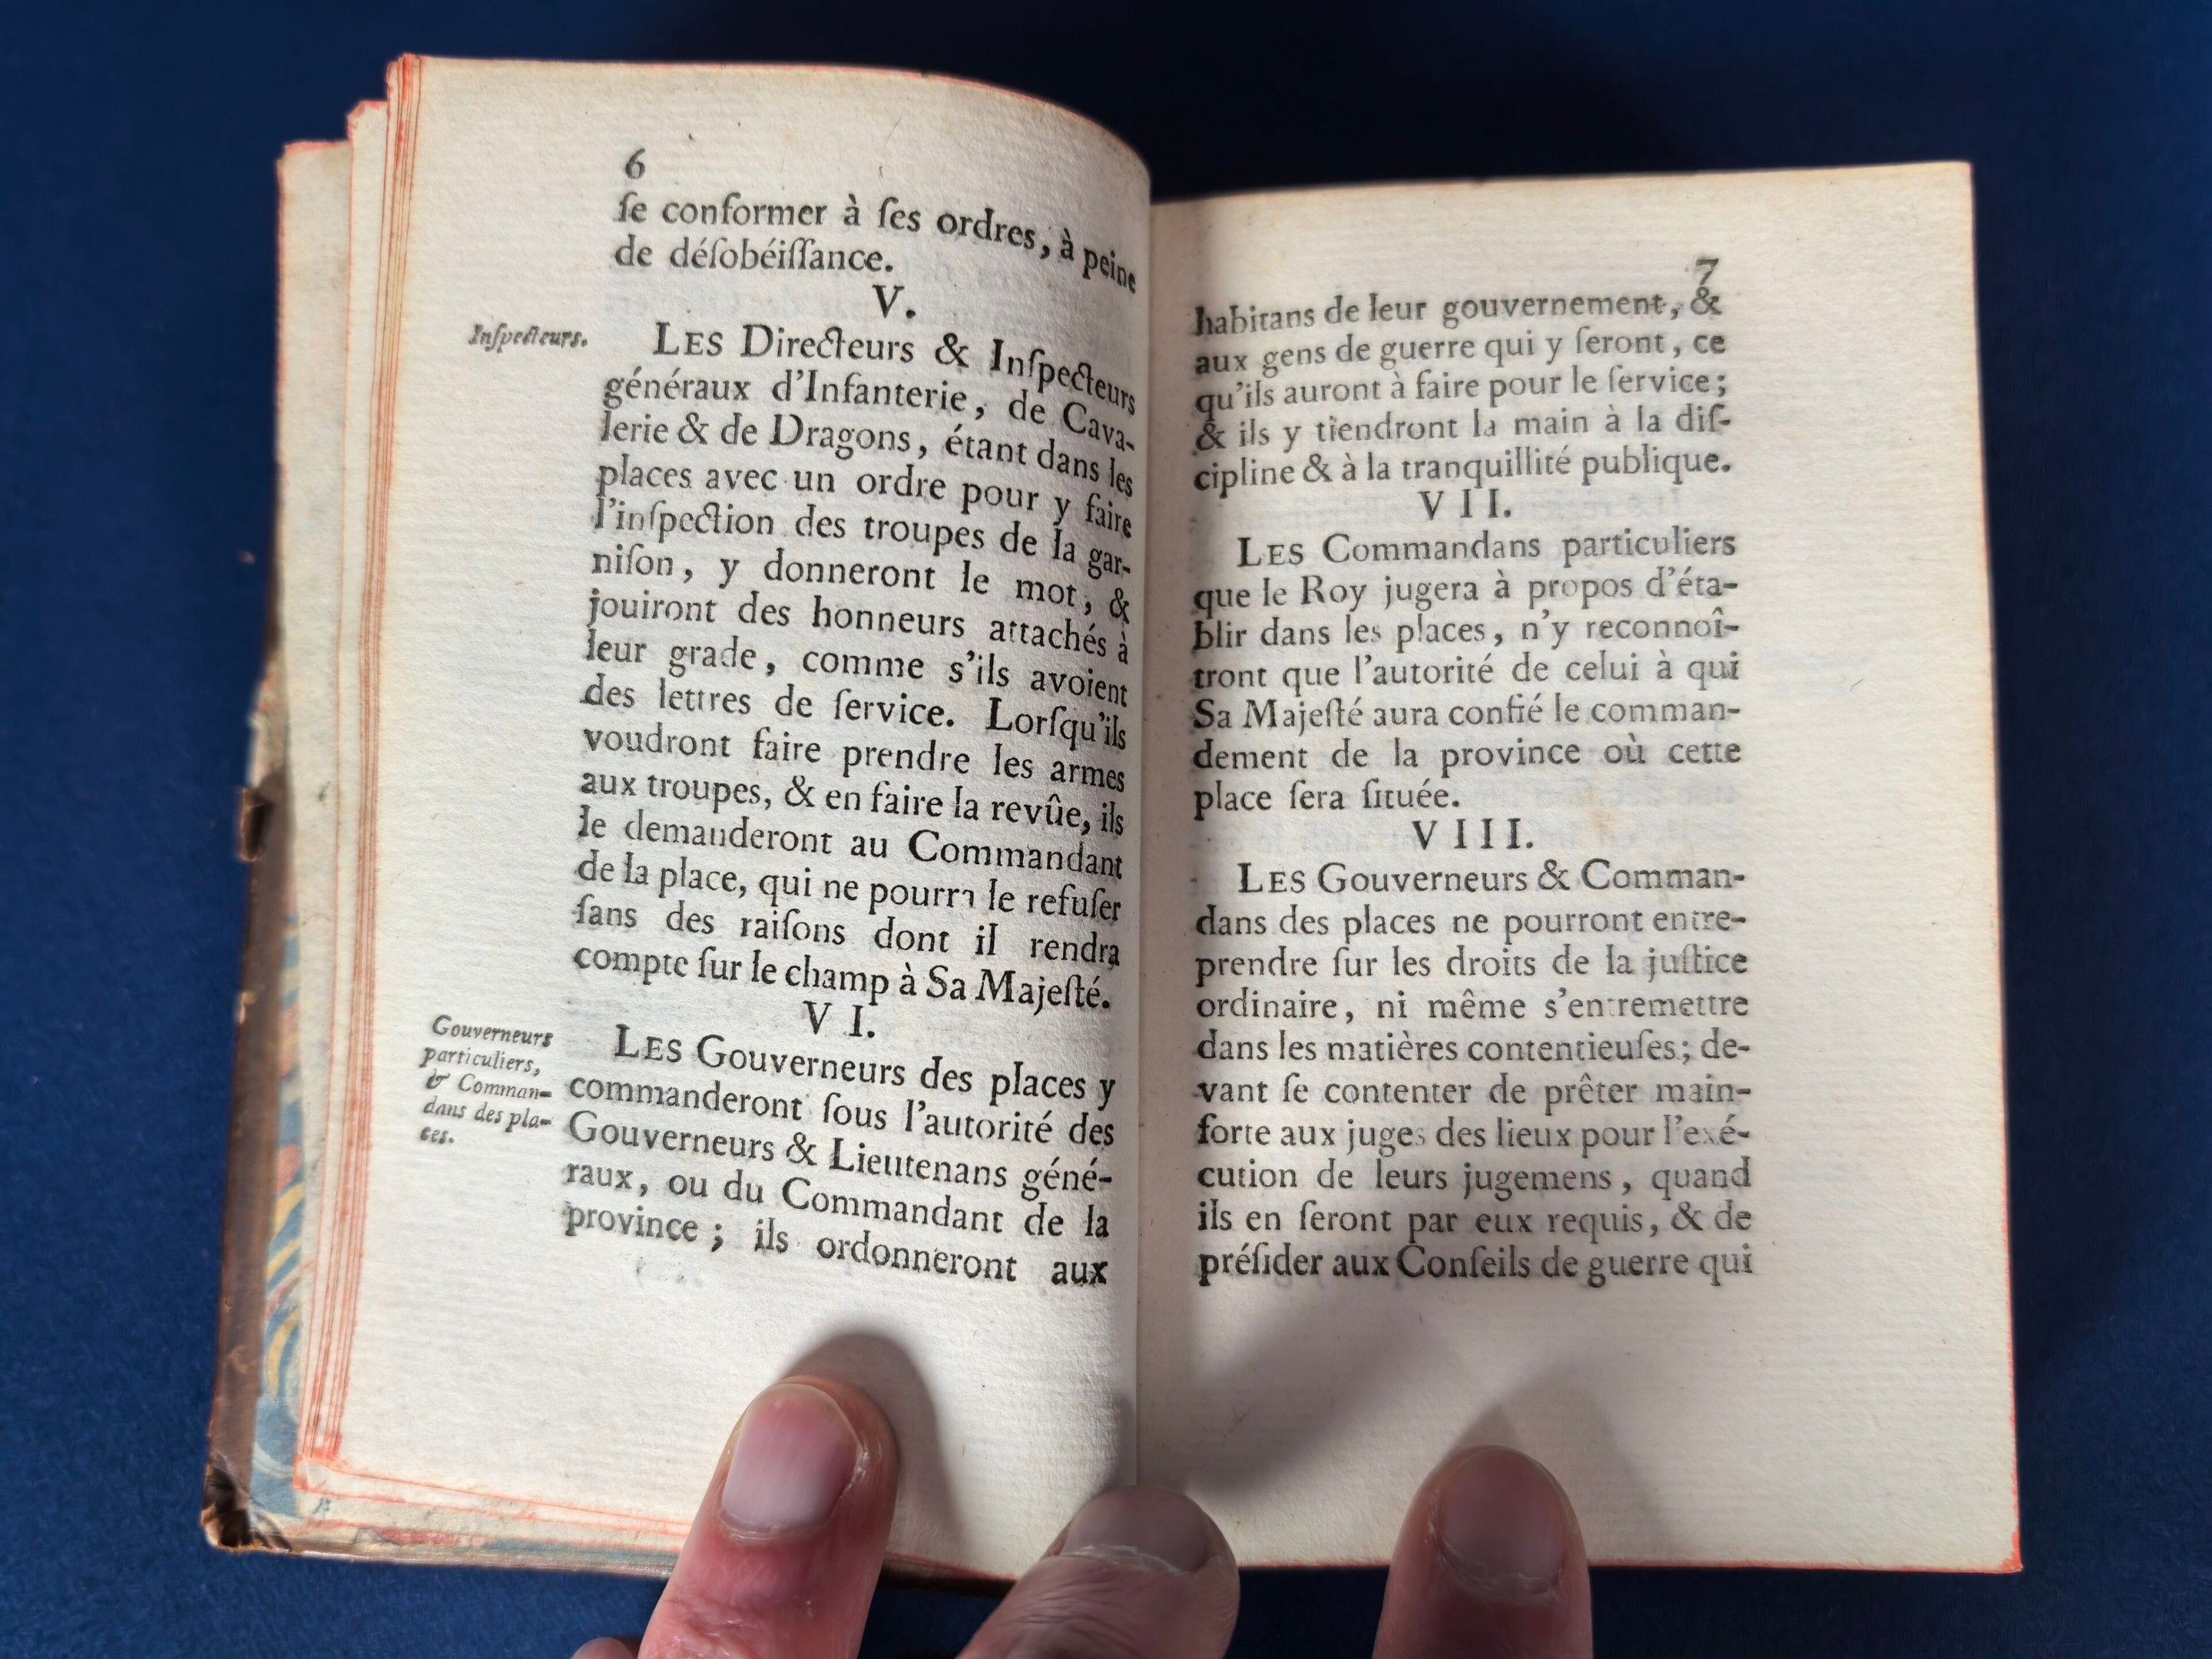 6
ſe conformer à ſes ordres, à peine
de déſobéiſſance.
V.
Inſpecteurs.
LES Directeurs & Inſpecteurs
généraux d'Infanterie, de Cava-
lerie & de Dragons, étant dans les
places avec un ordre pour y faire
l'inſpection des troupes de la gar-
niſon, y donneront le mot, &
jouiront des honneurs attachés à
leur grade, comme s'ils avoient
des lettres de ſervice. Lorſqu'ils
voudront faire prendre les armes
aux troupes, & en faire la revûe, ils
le demanderont au Commandant
de la place, qui ne pourra le refuſer
ſans des raiſons dont il rendra
compte ſur le champ à Sa Majeſté.
VI.
Gouverneurs
particuliers,
& Comman-
dans des pla-
ces.
LES Gouverneurs des places y
commanderont ſous l'autorité des
Gouverneurs & Lieutenans géné-
raux, ou du Commandant de la
province ; ils ordonneront aux
7
habitans de leur gouvernement, &
aux gens de guerre qui y ſeront, ce
qu'ils auront à faire pour le ſervice;
& ils y tiendront la main à la diſ-
cipline & à la tranquillité publique.
VII.
LES Commandans particuliers
que le Roy jugera à propos d'éta-
blir dans les places, n'y reconnoî-
tront que l'autorité de celui à qui
Sa Majeſté aura confié le comman-
dement de la province où cette
place ſera ſituée.
VIII.
LES Gouverneurs & Comman-
dans des places ne pourront entre-
prendre ſur les droits de la juſtice
ordinaire, ni même s'entremettre
dans les matières contentieuſes; de-
vant ſe contenter de prêter main-
forte aux juges des lieux pour l'exé-
cution de leurs jugemens, quand
ils en ſeront par eux requis, & de
préſider aux Conſeils de guerre qui